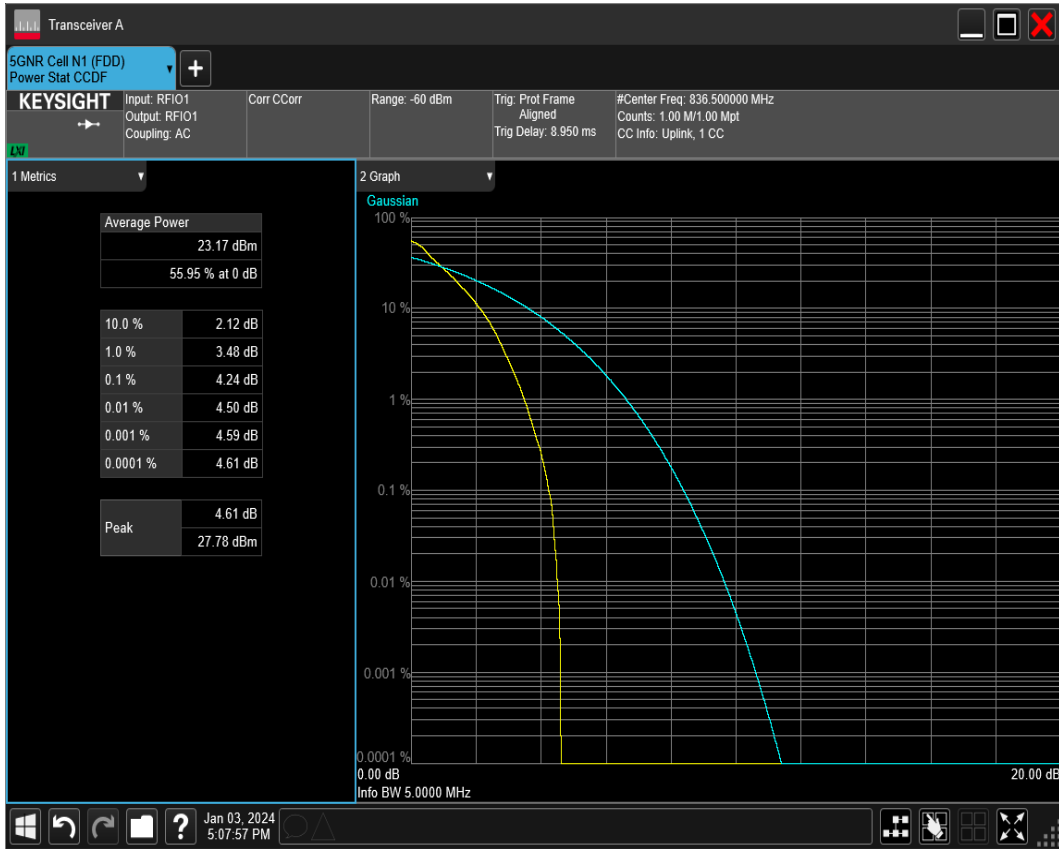 Transceiver A
5GNR Cell N1 (FDD)
Power Stat CCDF
+
KEYSIGHT
LXI
Input: RFIO1
Output: RFIO1
Coupling: AC
Corr CCorr
Range: -60 dBm
Trig: Prot Frame
Aligned
Trig Delay: 8.950 ms
#Center Freq: 836.500000 MHz
Counts: 1.00 M/1.00 Mpt
CC Info: Uplink, 1 CC
1 Metrics
Average Power
23.17 dBm
55.95 % at 0 dB
10.0 % 2.12 dB
1.0 % 3.48 dB
0.1 % 4.24 dB
0.01 % 4.50 dB
0.001 % 4.59 dB
0.0001 % 4.61 dB
Peak 4.61 dB
27.78 dBm
2 Graph
Gaussian
100 %
10 %
1 %
0.1 %
0.01 %
0.001 %
0.0001 %
0.00 dB 20.00 dB
Info BW 5.0000 MHz
?
Jan 03, 2024
5:07:57 PM